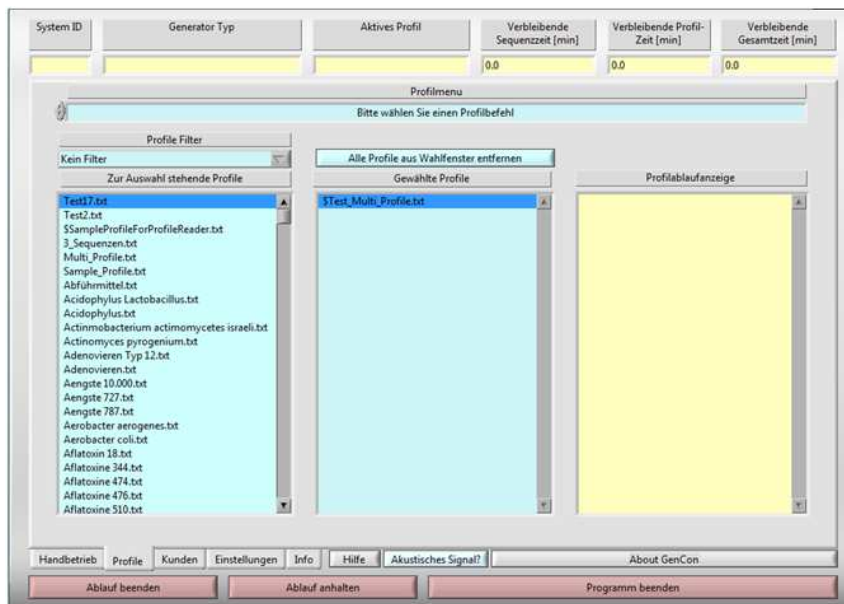 System ID
Generator Typ
Aktives Profil
Verbleibende
Sequenzzeit [min]
Verbleibende Profil-
Zeit [min]
Verbleibende
Gesamtzeit [min]
0.0
0.0
0.0
Profilmenu
Bitte wählen Sie einen Profilbefehl
Profile Filter
Kein Filter
Alle Profile aus Wahlfenster entfernen
Zur Auswahl stehende Profile
Gewählte Profile
Profilablaufanzeige
Test17.txt
Test2.txt
$SampleProfileForProfileReader.txt
3_Sequenzen.txt
Multi_Profile.txt
Sample_Profile.txt
Abführmittel.txt
Acidophylus Lactobacillus.txt
Acidophylus.txt
Actinmobacterium actimomycetes israeli.txt
Actinomyces pyrogenium.txt
Adenovieren Typ 12.txt
Adenovieren.txt
Aengste 10.000.txt
Aengste 727.txt
Aengste 787.txt
Aerobacter aerogenes.txt
Aerobacter coli.txt
Aflatoxin 18.txt
Aflatoxine 344.txt
Aflatoxine 474.txt
Aflatoxine 476.txt
Aflatoxine 510.txt
$Test_Multi_Profile.txt
Handbetrieb
Profile
Kunden
Einstellungen
Info
Hilfe
Akustisches Signal?
About GenCon
Ablauf beenden
Ablauf anhalten
Programm beenden